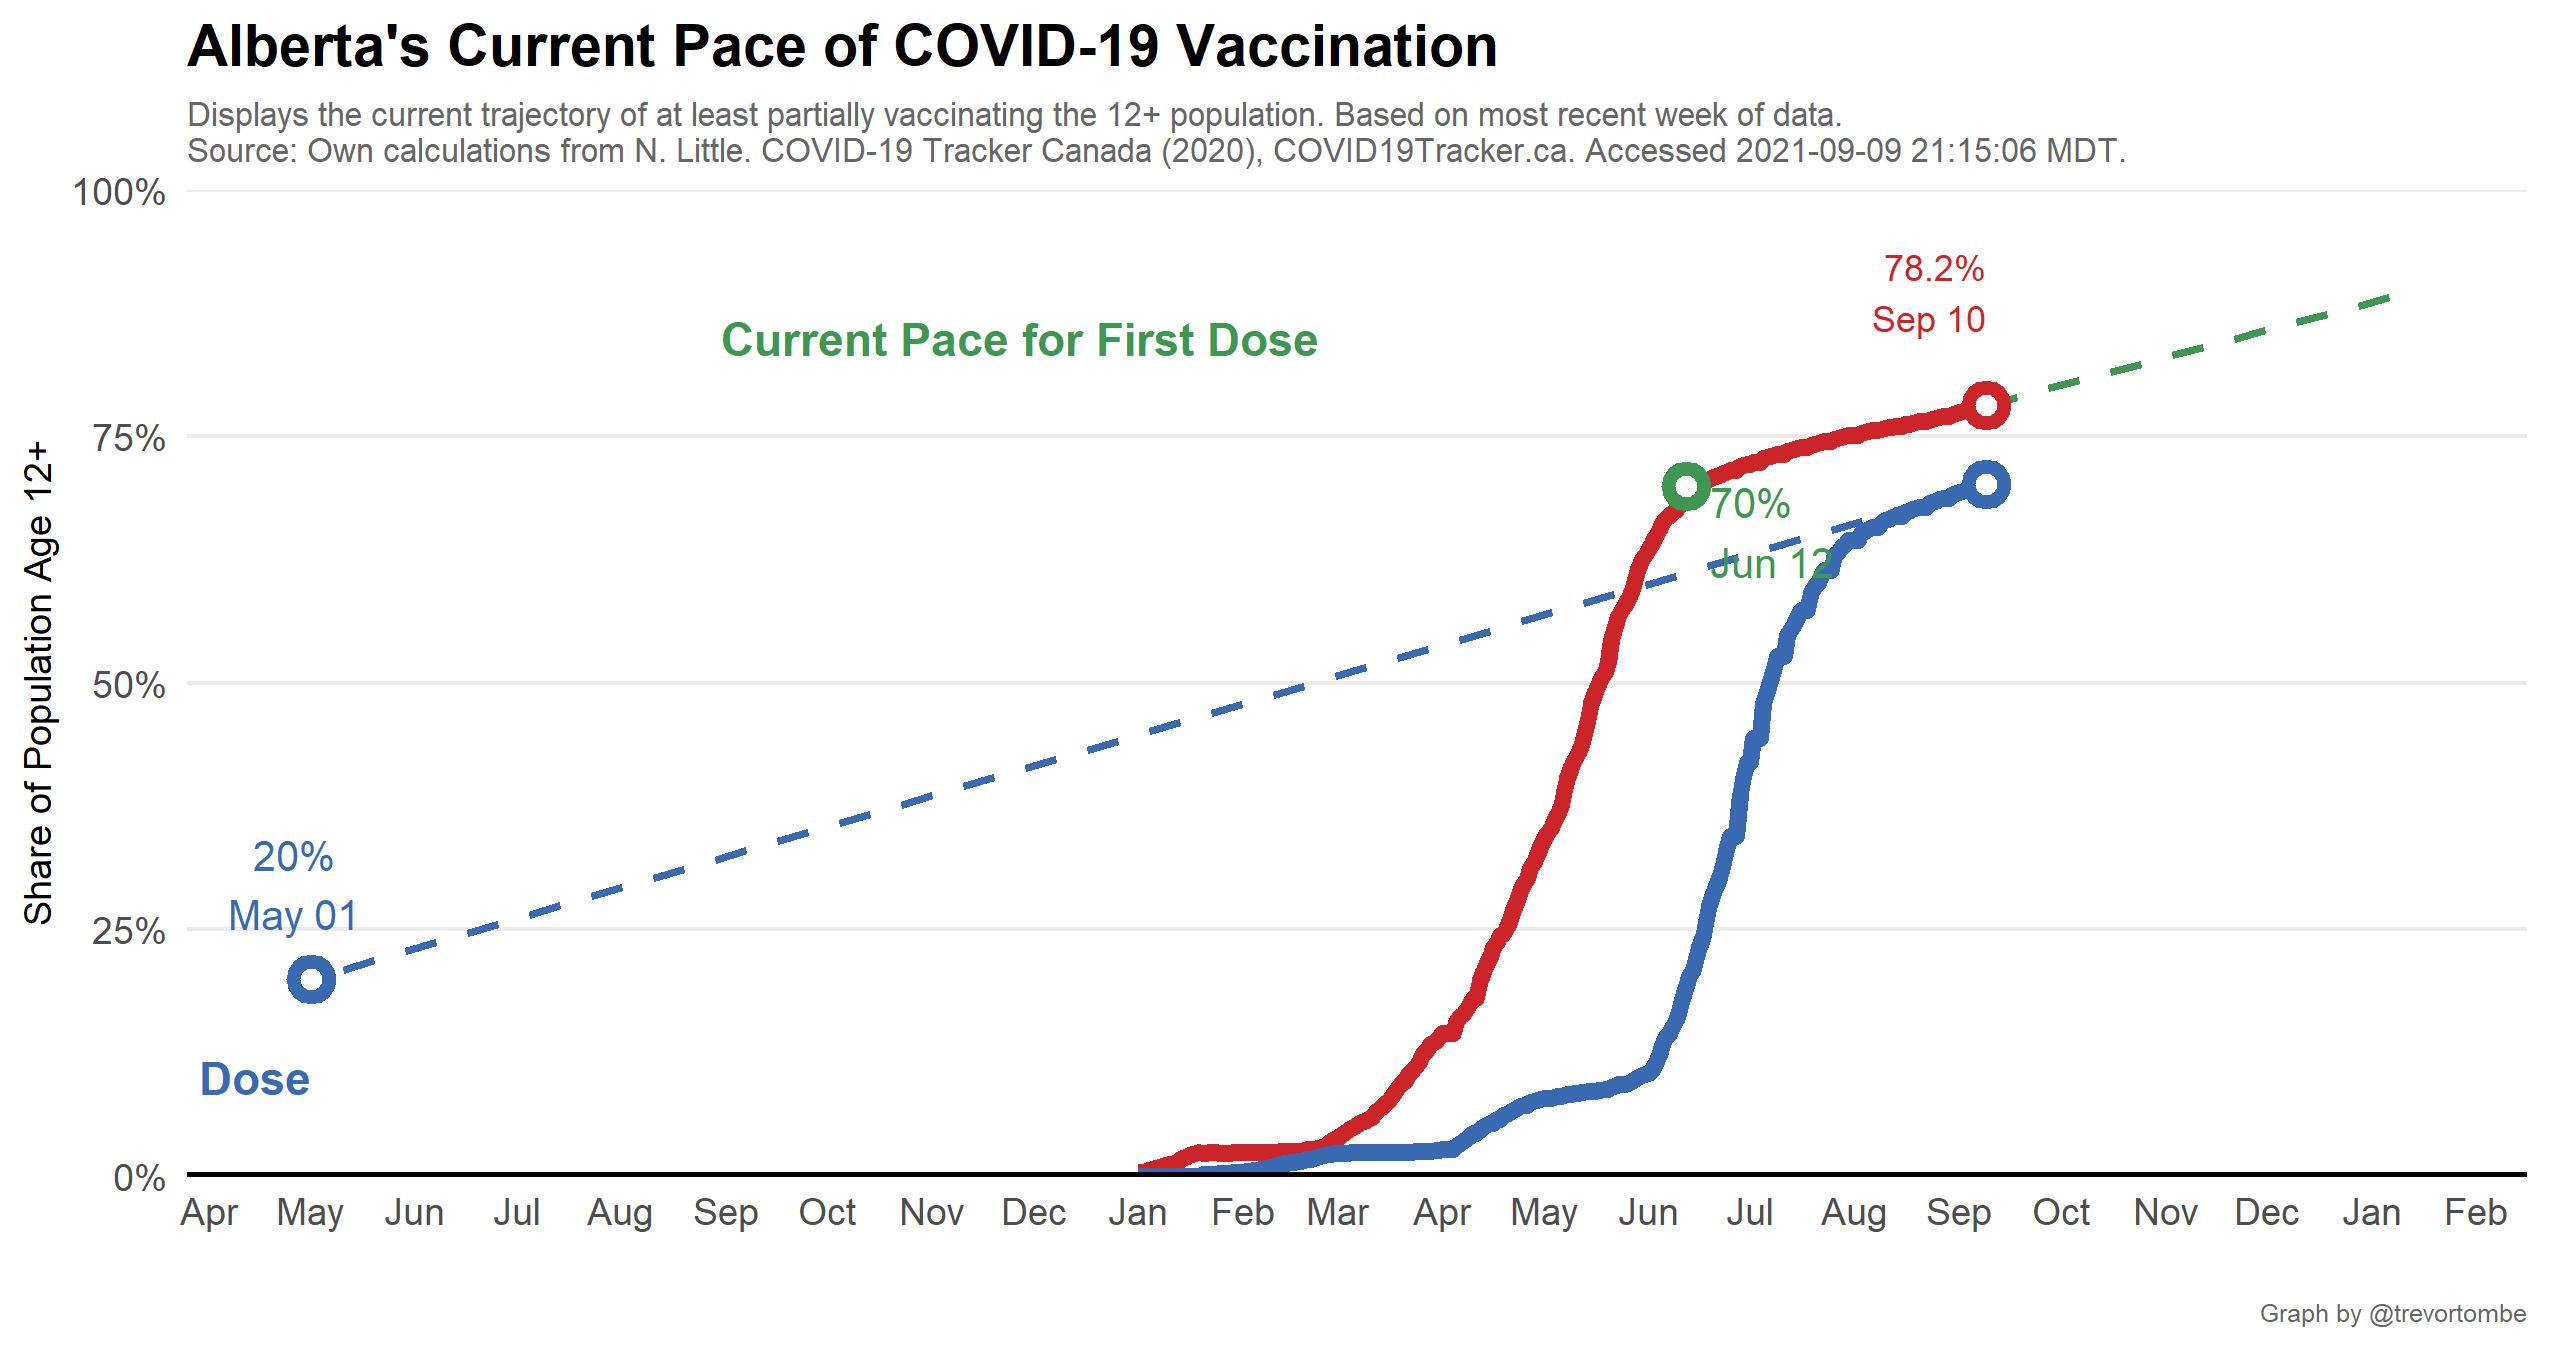 Alberta's Current Pace of COVID-19 Vaccination
Displays the current trajectory of at least partially vaccinating the 12+ population. Based on most recent week of data.
Source: Own calculations from N. Little. COVID-19 Tracker Canada (2020), COVID19Tracker.ca. Accessed 2021-09-09 21:15:06 MDT.
Share of Population Age 12+
100%
75%
50%
25%
0%
78.2%
Sep 10
Current Pace for First Dose
70%
Jun 12
20%
May 01
Dose
Apr May Jun Jul Aug Sep Oct Nov Dec Jan Feb Mar Apr May Jun Jul Aug Sep Oct Nov Dec Jan Feb
Graph by @trevortombe